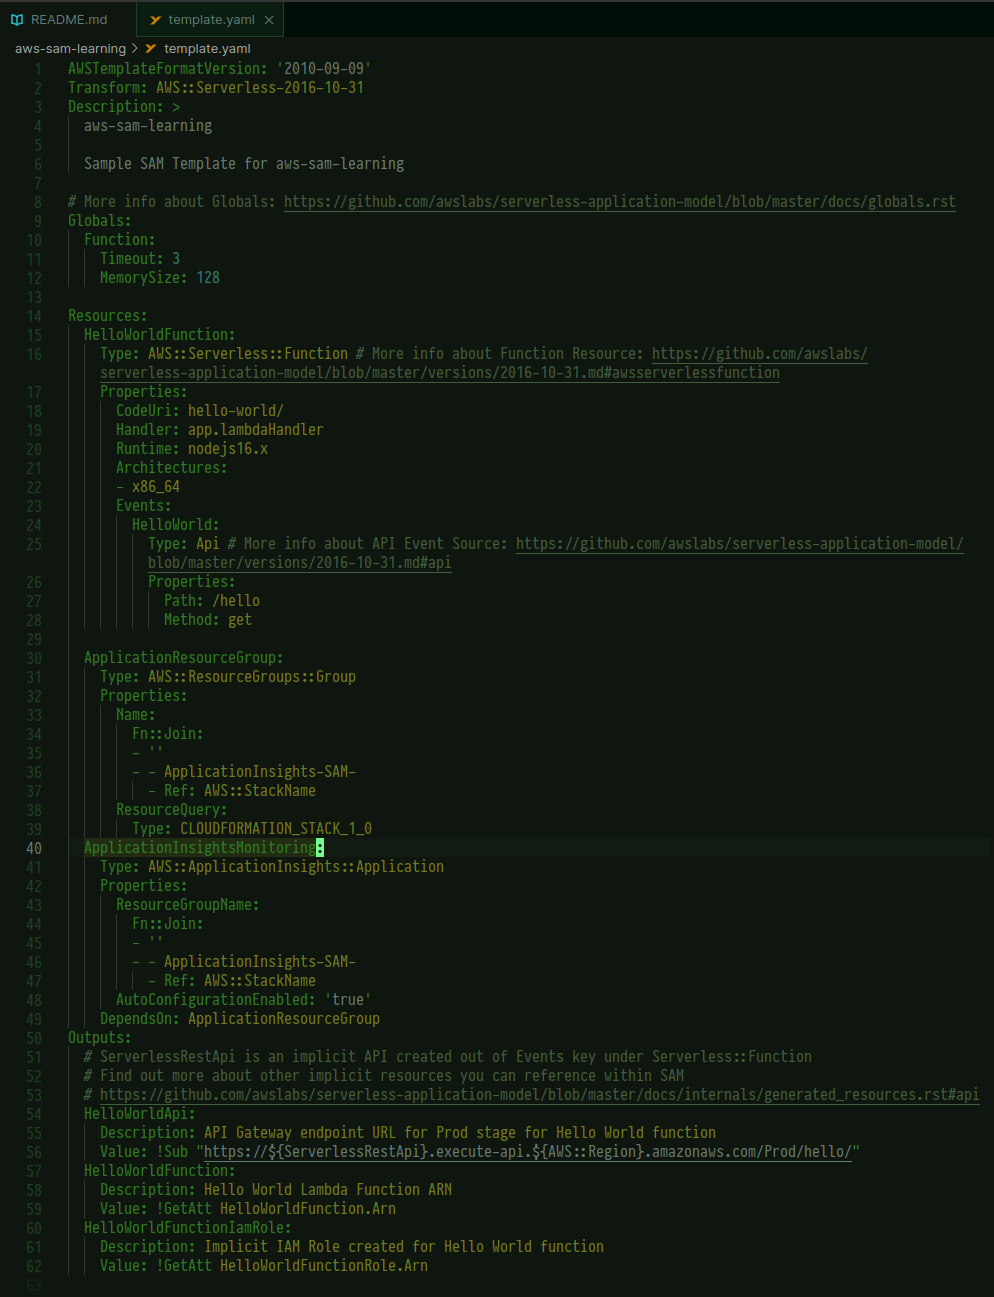 README.md template.yaml
aws-sam-learning > template.yaml
1 AWSTemplateFormatVersion: '2010-09-09'
2 Transform: AWS::Serverless-2016-10-31
3 Description: >
4 aws-sam-learning
5
6 Sample SAM Template for aws-sam-learning
7
8 # More info about Globals: https://github.com/awslabs/serverless-application-model/blob/master/docs/globals.rst
9 Globals:
10 Function:
11 Timeout: 3
12 MemorySize: 128
13
14 Resources:
15 HelloWorldFunction:
16 Type: AWS::Serverless::Function # More info about Function Resource: https://github.com/awslabs/
serverless-application-model/blob/master/versions/2016-10-31.md#awsserverlessfunction
17 Properties:
18 CodeUri: hello-world/
19 Handler: app.lambdaHandler
20 Runtime: nodejs16.x
21 Architectures:
22 - x86_64
23 Events:
24 HelloWorld:
25 Type: Api # More info about API Event Source: https://github.com/awslabs/serverless-application-model/
blob/master/versions/2016-10-31.md#api
26 Properties:
27 Path: /hello
28 Method: get
29
30 ApplicationResourceGroup:
31 Type: AWS::ResourceGroups::Group
32 Properties:
33 Name:
34 Fn::Join:
35 - ''
36 - - ApplicationInsights-SAM-
37 - Ref: AWS::StackName
38 ResourceQuery:
39 Type: CLOUDFORMATION_STACK_1_0
40 ApplicationInsightsMonitoring:
41 Type: AWS::ApplicationInsights::Application
42 Properties:
43 ResourceGroupName:
44 Fn::Join:
45 - ''
46 - - ApplicationInsights-SAM-
47 - Ref: AWS::StackName
48 AutoConfigurationEnabled: 'true'
49 DependsOn: ApplicationResourceGroup
50 Outputs:
51 # ServerlessRestApi is an implicit API created out of Events key under Serverless::Function
52 # Find out more about other implicit resources you can reference within SAM
53 # https://github.com/awslabs/serverless-application-model/blob/master/docs/internals/generated_resources.rst#api
54 HelloWorldApi:
55 Description: API Gateway endpoint URL for Prod stage for Hello World function
56 Value: !Sub "https://${ServerlessRestApi}.execute-api.${AWS::Region}.amazonaws.com/Prod/hello/"
57 HelloWorldFunction:
58 Description: Hello World Lambda Function ARN
59 Value: !GetAtt HelloWorldFunction.Arn
60 HelloWorldFunctionIamRole:
61 Description: Implicit IAM Role created for Hello World function
62 Value: !GetAtt HelloWorldFunctionRole.Arn
63